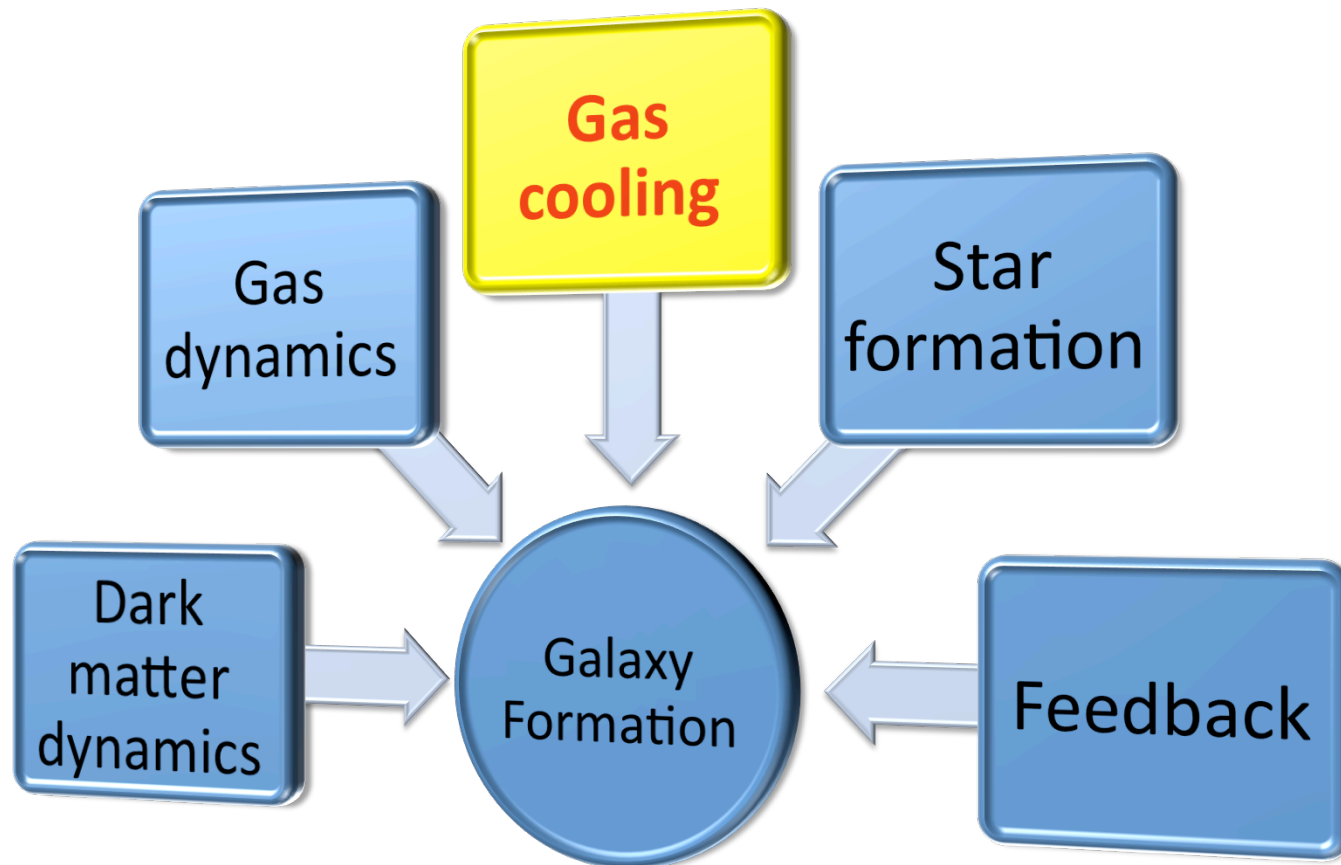 Gas
cooling
Gas
dynamics
Star
formation
Dark
matter
dynamics
Galaxy
Formation
Feedback